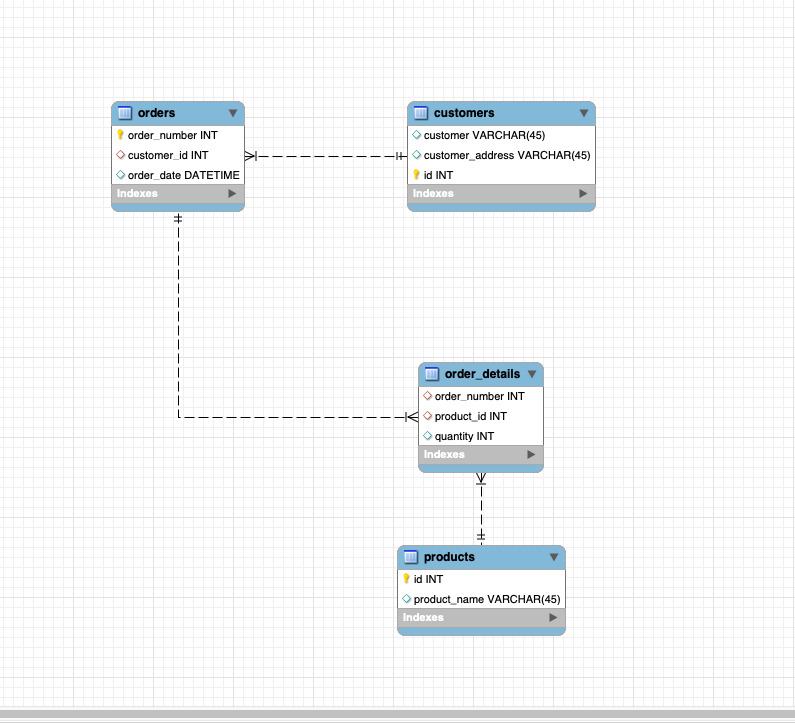 orders
order_number INT
customer_id INT
order_date DATETIME
Indexes
customers
customer VARCHAR(45)
customer_address VARCHAR(45)
id INT
Indexes
order_details
order_number INT
product_id INT
quantity INT
Indexes
products
id INT
product_name VARCHAR(45)
Indexes